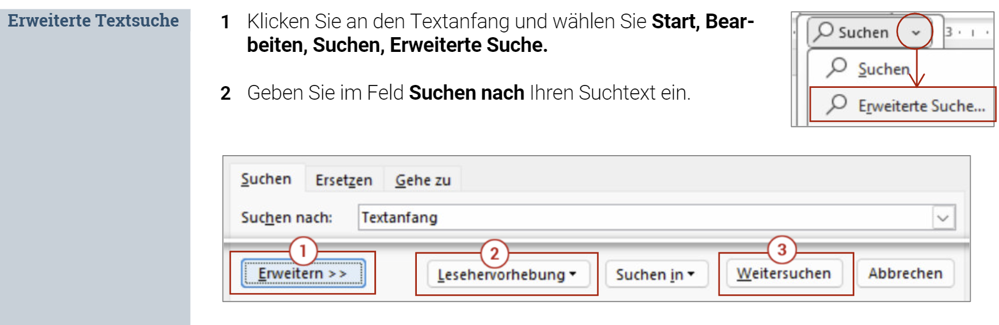 Erweiterte Textsuche
1 Klicken Sie an den Textanfang und wählen Sie Start, Bear-
beiten, Suchen, Erweiterte Suche.
2 Geben Sie im Feld Suchen nach Ihren Suchtext ein.
Suchen 3
Suchen
Erweiterte Suche...
Suchen Ersetzen Gehe zu
Suchen nach: Textanfang
1 2 3
Erweitern >> Lesehervorhebung Suchen in Weitersuchen Abbrechen